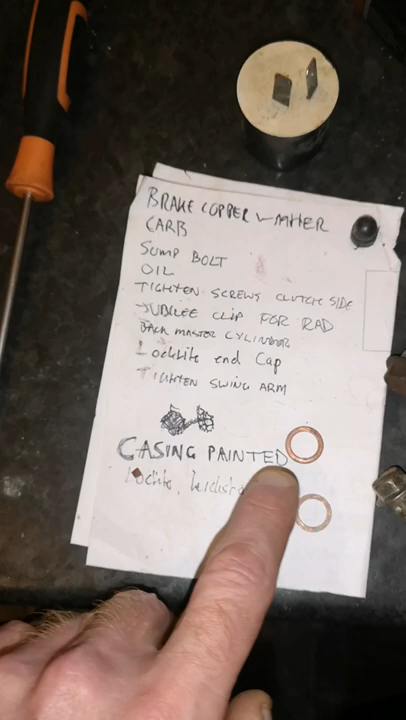 BRAKE COPPER WASHER
CARB
SUMP BOLT
OIL
TIGHTEN SCREWS CLUTCH SIDE
JUBILEE CLIP FOR RAD
BACK MASTER CYLINDER
Locktite end Cap
TIGHTEN SWING ARM
CASING PAINTED
Loctite,